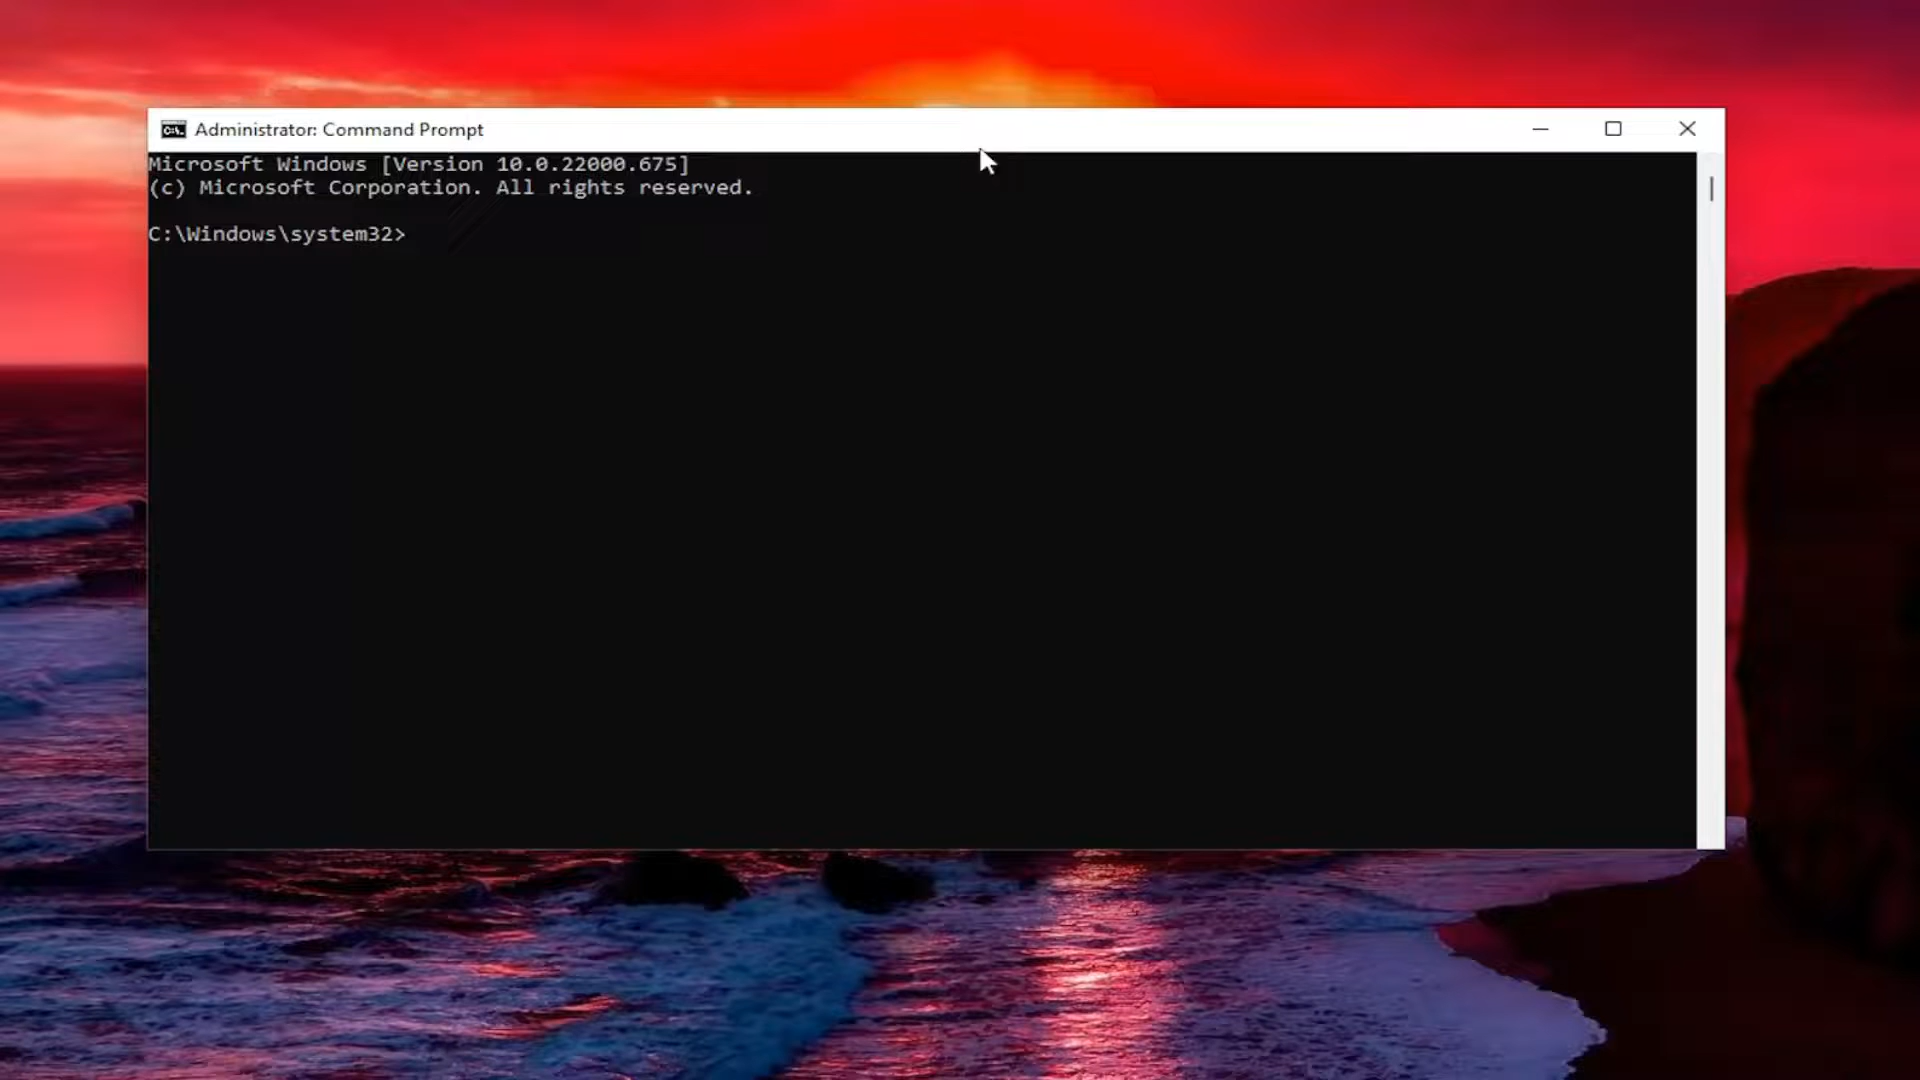 Administrator: Command Prompt
Microsoft Windows [Version 10.0.22000.675]
(c) Microsoft Corporation. All rights reserved.
C:\Windows\system32>